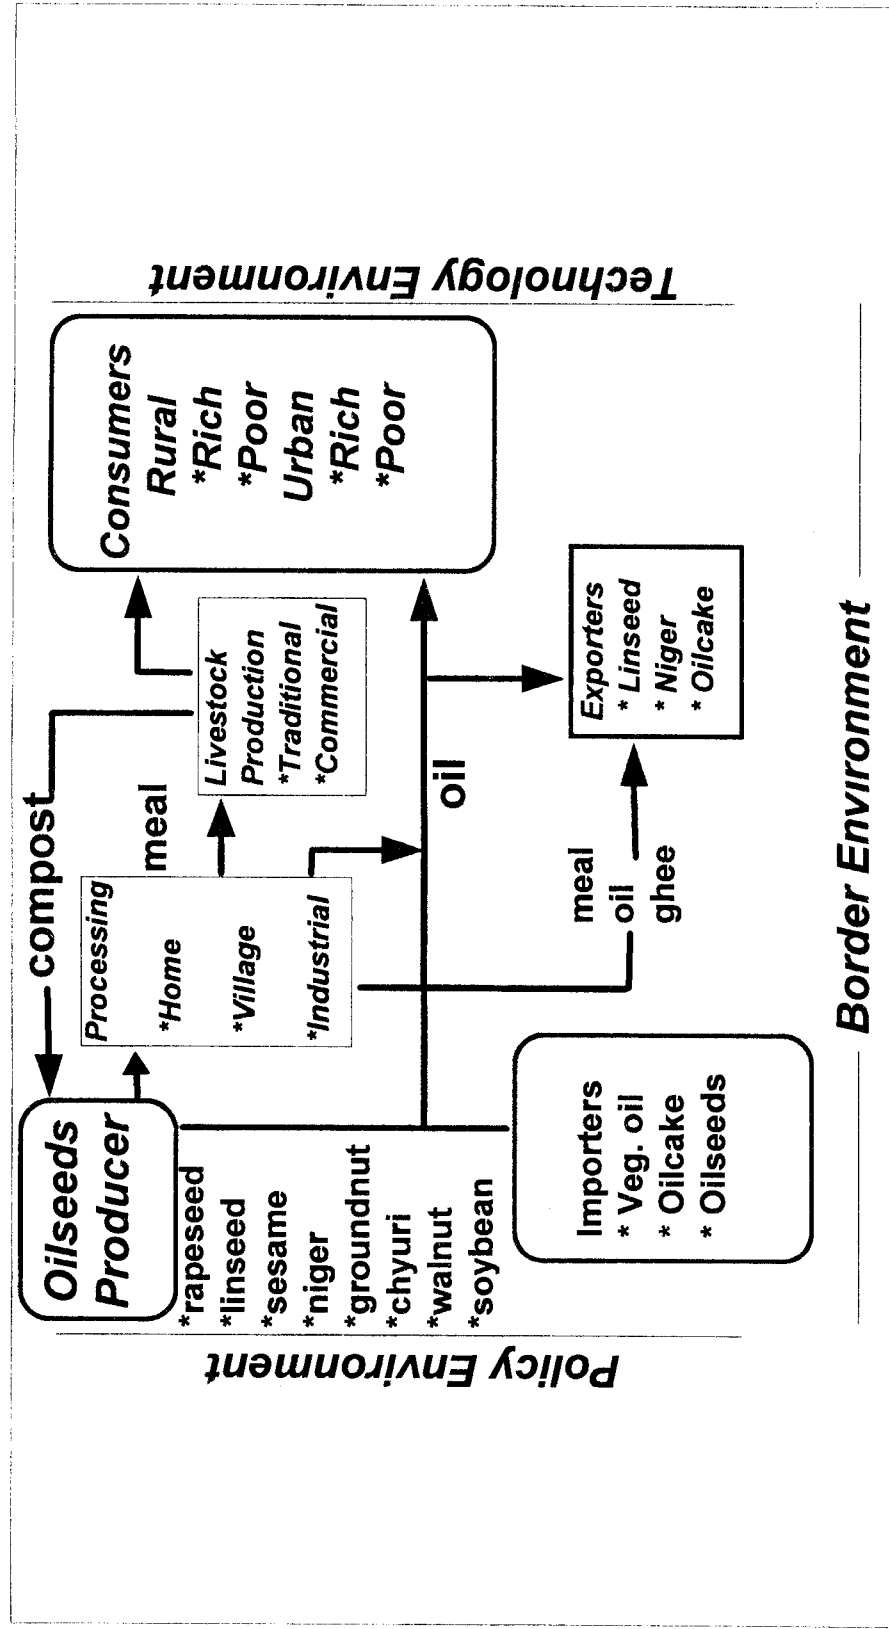 compost
Oilseeds
Producer
*rapeseed
*linseed
*sesame
*niger
*groundnut
*chyuri
*walnut
*soybean
Processing
*Home
*Village
*Industrial
meal
Livestock
Production
*Traditional
*Commercial
Consumers
Rural
*Rich
*Poor
Urban
*Rich
*Poor
oil
Importers
* Veg. oil
* Oilcake
* Oilseeds
meal
oil
ghee
Exporters
* Linseed
* Niger
* Oilcake
Policy Environment
Technology Environment
Border Environment